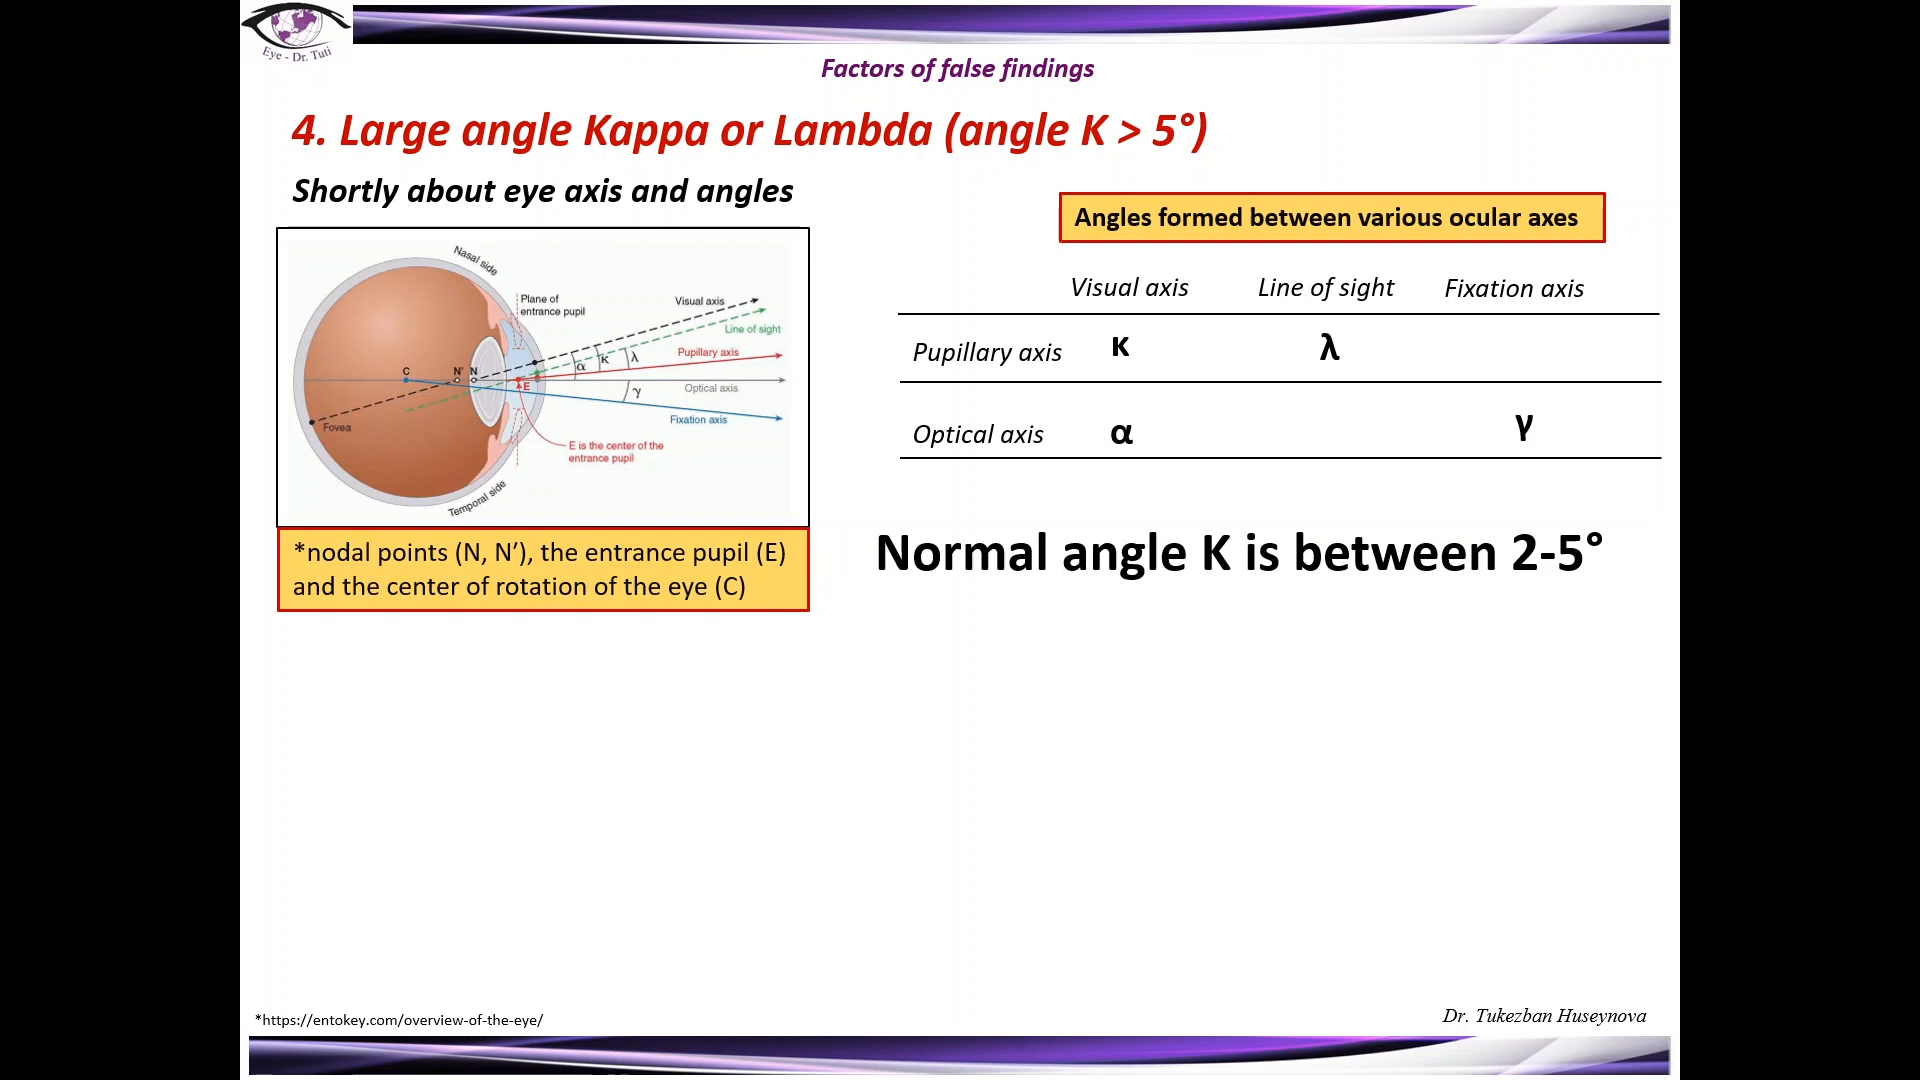 Eye - Dr. Tuti
Factors of false findings
4. Large angle Kappa or Lambda (angle K > 5°)
Shortly about eye axis and angles
Nasal side
Plane of
entrance pupil
Visual axis
Line of sight
Pupillary axis
Optical axis
Fixation axis
C
N'
N
E
α
κ
λ
γ
Fovea
E is the center of the
entrance pupil
Temporal side
*nodal points (N, N’), the entrance pupil (E)
and the center of rotation of the eye (C)
Angles formed between various ocular axes
Visual axis Line of sight Fixation axis
Pupillary axis κ λ
Optical axis α γ
Normal angle K is between 2-5°
*https://entokey.com/overview-of-the-eye/
Dr. Tukezban Huseynova